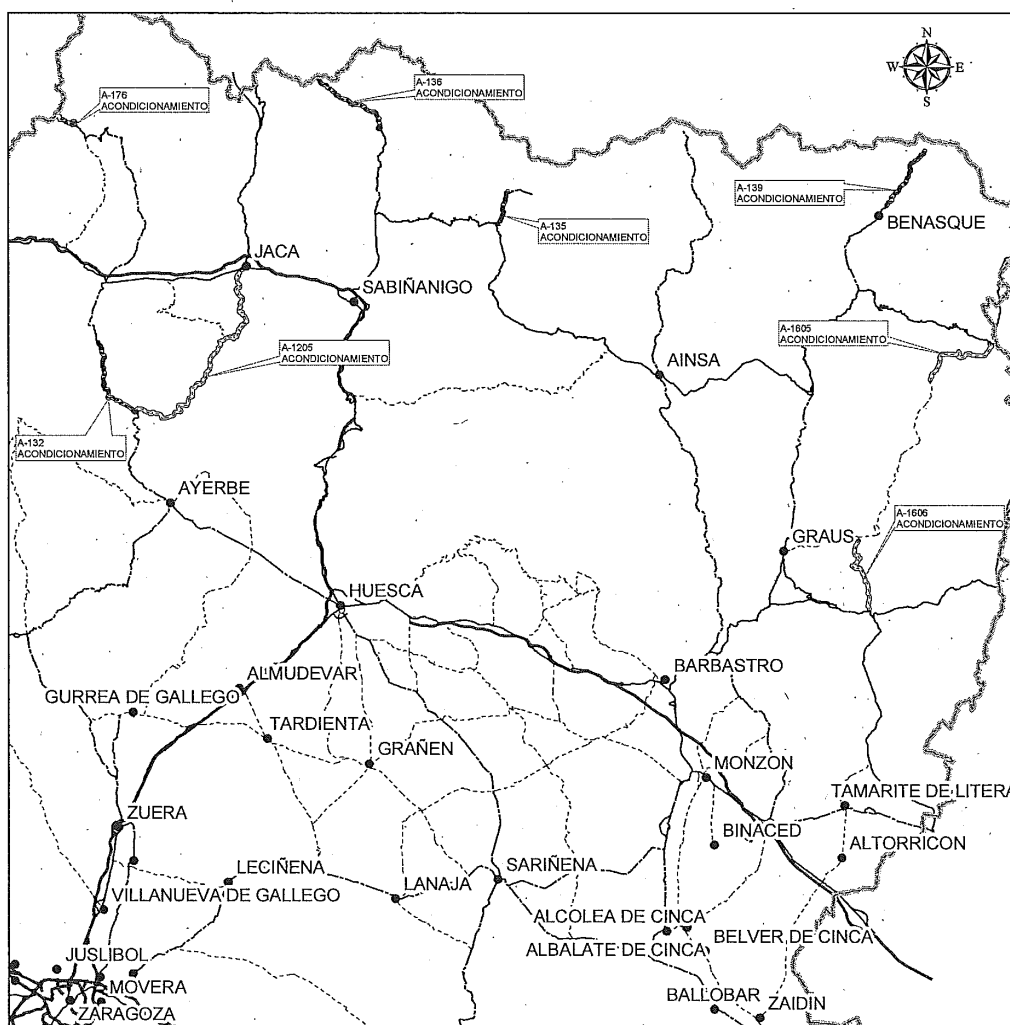 N
W
E
S
A-136
ACONDICIONAMIENTO
A-176
ACONDICIONAMIENTO
A-139
ACONDICIONAMIENTO
A-135
ACONDICIONAMIENTO
BENASQUE
JACA
SABIÑANIGO
A-1605
ACONDICIONAMIENTO
A-1205
ACONDICIONAMIENTO
AINSA
A-132
ACONDICIONAMIENTO
AYERBE
A-1606
ACONDICIONAMIENTO
GRAUS
HUESCA
BARBASTRO
ALMUDEVAR
GURREA DE GALLEGO
TARDIENTA
GRAÑEN
MONZON
TAMARITE DE LITERA
ZUERA
BINACED
ALTORRICON
LECIÑENA
SARIÑENA
VILLANUEVA DE GALLEGO
LANAJA
ALCOLEA DE CINCA
BELVER DE CINCA
ALBALATE DE CINCA
JUSLIBOL
MOVERA
BALLOBAR
ZAIDIN
ZARAGOZA